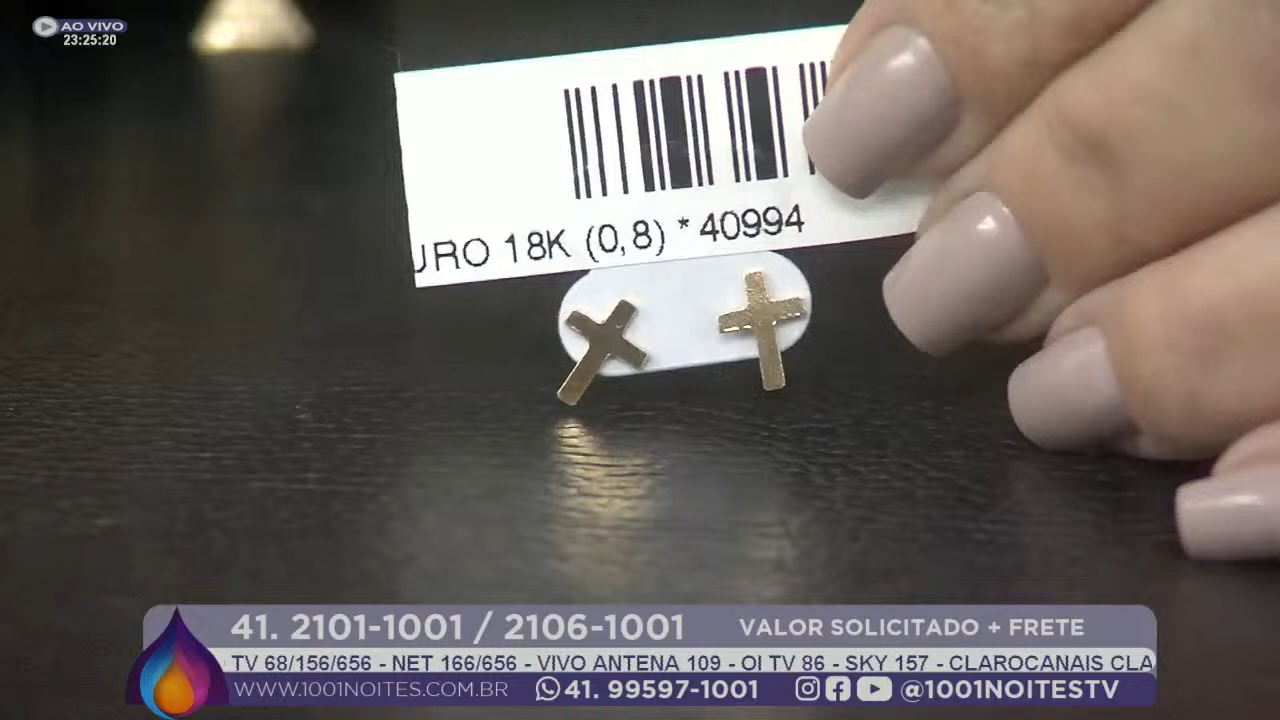 AO VIVO
23:25:20
18K (0,8) *40994
41. 2101-1001 / 2106-1001
VALOR SOLICITADO + FRETE
TV 68/156/656 - NET 166/656 - VIVO ANTENA 109 - OI TV 86 - SKY 157 - CLAROCANAIS
WWW.1001NOITES.COM.BR
41. 99597-1001
@1001NOITESTV